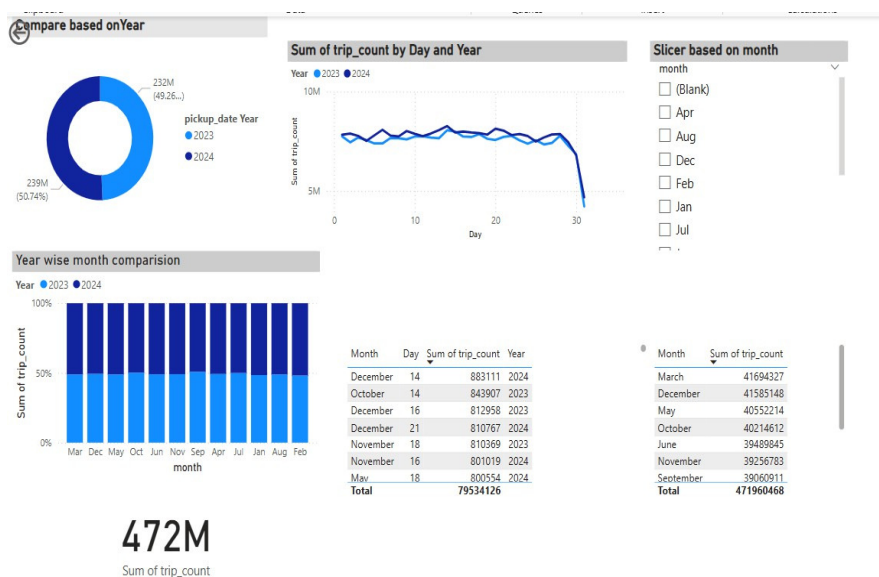 Compare based onYear
232M
(49.26...)
pickup_date Year
2023
2024
239M
(50.74%)
Sum of trip_count by Day and Year
Year 2023 2024
10M
Sum of trip_count
5M
0 10 20 30
Day
Slicer based on month
month
(Blank)
Apr
Aug
Dec
Feb
Jan
Jul
Year wise month comparision
Year 2023 2024
100%
Sum of trip_count
50%
0%
Mar Dec May Oct Jun Nov Sep Apr Jul Jan Aug Feb
month
Month Day Sum of trip_count Year
December 14 883111 2024
October 14 843907 2023
December 16 812958 2023
December 21 810767 2024
November 18 810369 2023
November 16 801019 2024
May 18 800554 2024
Total 79534126
Month Sum of trip_count
March 41694327
December 41585148
May 40552214
October 40214612
June 39489845
November 39256783
September 39060911
Total 471960468
472M
Sum of trip_count